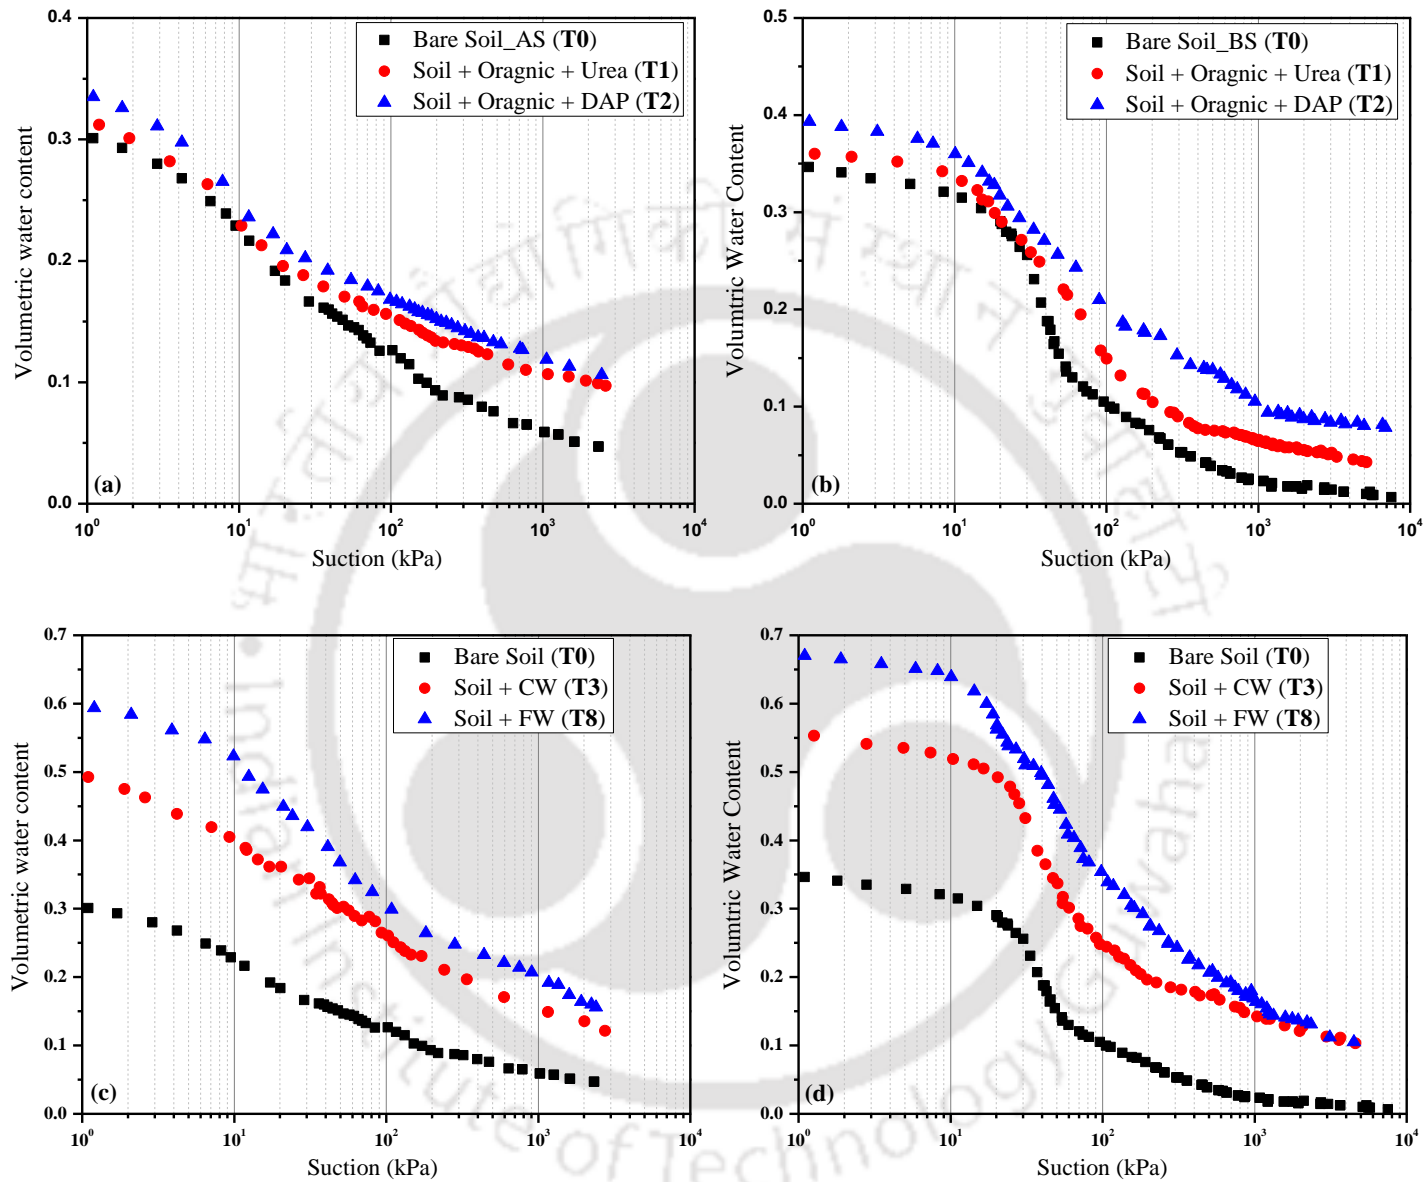 0.4
0.3
0.2
0.1
0.0
Volumetric water content
Bare Soil_AS (T0)
Soil + Oragnic + Urea (T1)
Soil + Oragnic + DAP (T2)
(a)
10⁰ 10¹ 10² 10³ 10⁴
Suction (kPa)
0.5
0.4
0.3
0.2
0.1
0.0
Volumtric Water Content
Bare Soil_BS (T0)
Soil + Oragnic + Urea (T1)
Soil + Oragnic + DAP (T2)
(b)
10⁰ 10¹ 10² 10³ 10⁴
Suction (kPa)
0.7
0.6
0.5
0.4
0.3
0.2
0.1
0.0
Volumetric water content
Bare Soil (T0)
Soil + CW (T3)
Soil + FW (T8)
(c)
10⁰ 10¹ 10² 10³ 10⁴
Suction (kPa)
0.7
0.6
0.5
0.4
0.3
0.2
0.1
0.0
Volumtric Water Content
Bare Soil (T0)
Soil + CW (T3)
Soil + FW (T8)
(d)
10⁰ 10¹ 10² 10³ 10⁴
Suction (kPa)
Indian Institute of Technology Guwahati